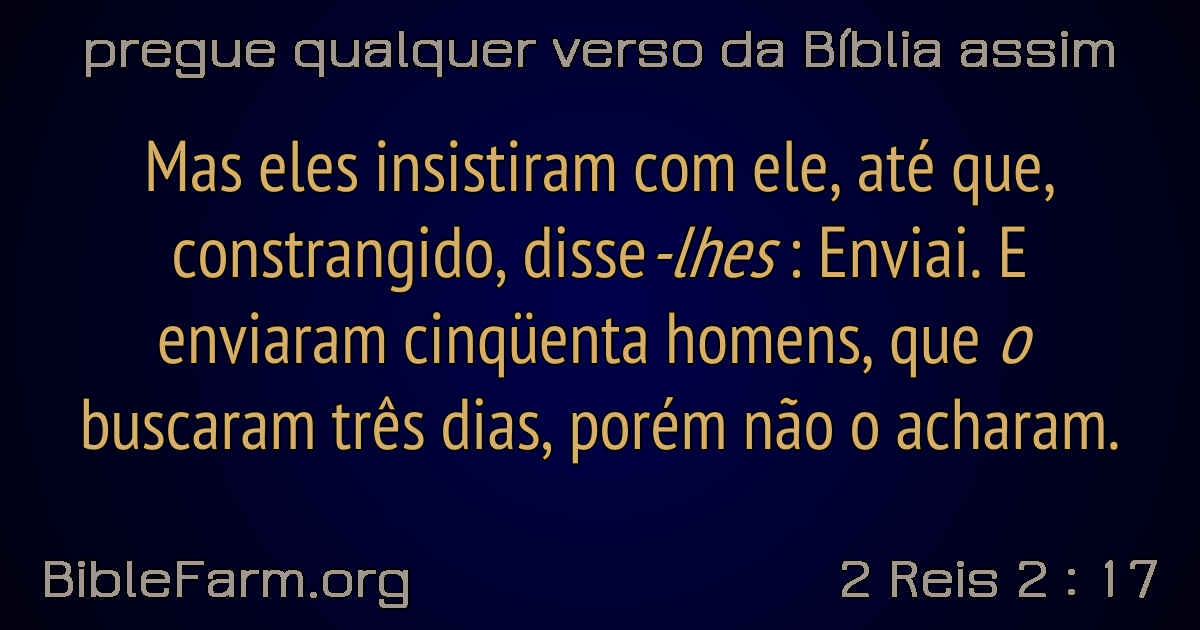 pregue qualquer verso da Bíblia assim
Mas eles insistiram com ele, até que,
constrangido, disse-lhes : Enviai. E
enviaram cinqüenta homens, que o
buscaram três dias, porém não o acharam.
BibleFarm.org
2 Reis 2 : 17